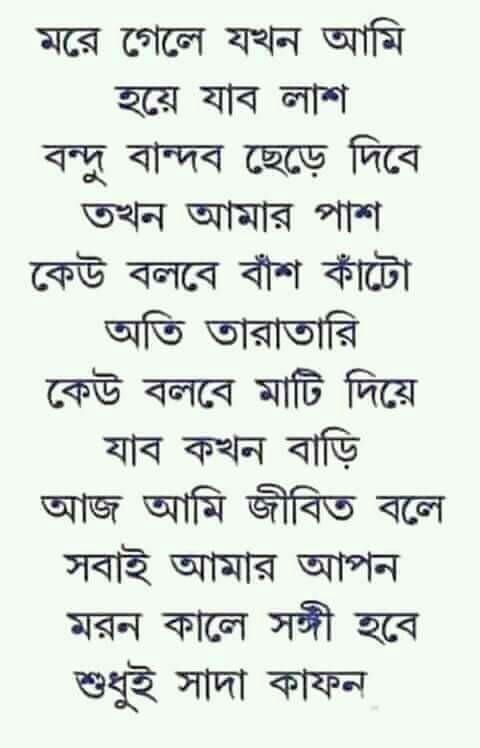 মরে গেলে যখন আমি
হয়ে যাব লাশ
বন্দু বান্দব ছেড়ে দিবে
তখন আমার পাশ
কেউ বলবে বাঁশ কাঁটো
অতি তারাতারি
কেউ বলবে মাটি দিয়ে
যাব কখন বাড়ি
আজ আমি জীবিত বলে
সবাই আমার আপন
মরন কালে সঙ্গী হবে
শুধুই সাদা কাফন